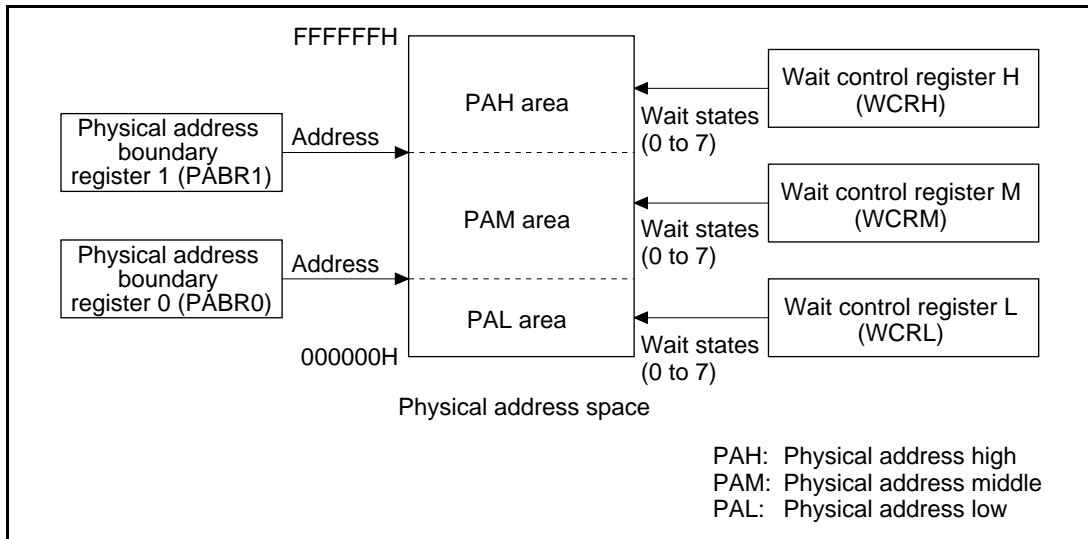 FFFFFFH
PAH area
Wait control register H
(WCRH)
Wait states
(0 to 7)
Physical address
boundary
register 1 (PABR1)
Address
PAM area
Wait control register M
(WCRM)
Wait states
(0 to 7)
Physical address
boundary
register 0 (PABR0)
Address
PAL area
Wait control register L
(WCRL)
Wait states
(0 to 7)
000000H
Physical address space
PAH: Physical address high
PAM: Physical address middle
PAL: Physical address low